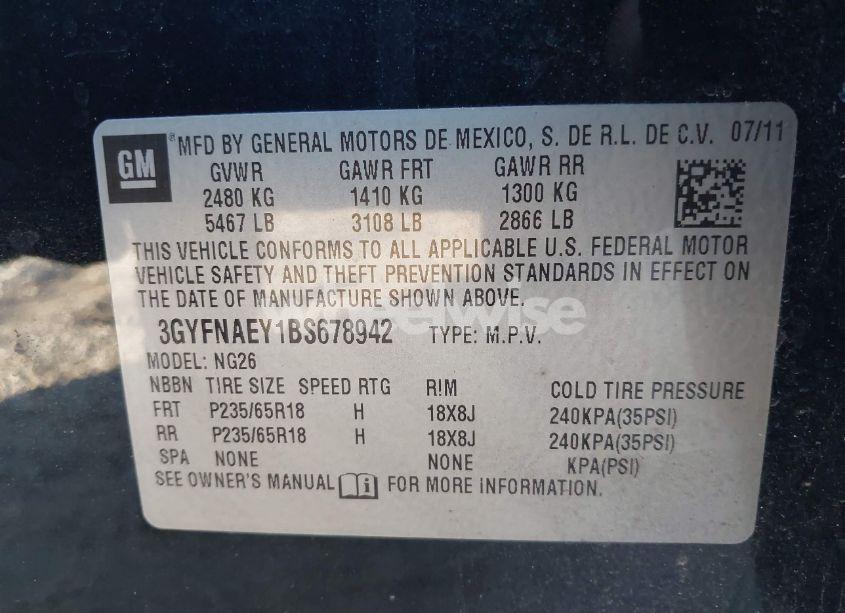 GM ® MFD BY GENERAL MOTORS DE MEXICO, S. DE R.L. DE C.V. 07/11
GVWR GAWR FRT GAWR RR
2480 KG 1410 KG 1300 KG
5467 LB 3108 LB 2866 LB
THIS VEHICLE CONFORMS TO ALL APPLICABLE U.S. FEDERAL MOTOR
VEHICLE SAFETY AND THEFT PREVENTION STANDARDS IN EFFECT ON
THE DATE OF MANUFACTURE SHOWN ABOVE.
wheelwise
3GYFNAEY1BS678942 TYPE: M.P.V.
MODEL: NG26
NBBN TIRE SIZE SPEED RTG RIM COLD TIRE PRESSURE
FRT P235/65R18 H 18X8J 240KPA(35PSI)
RR P235/65R18 H 18X8J 240KPA(35PSI)
SPA NONE NONE KPA(PSI)
SEE OWNER'S MANUAL FOR MORE INFORMATION.